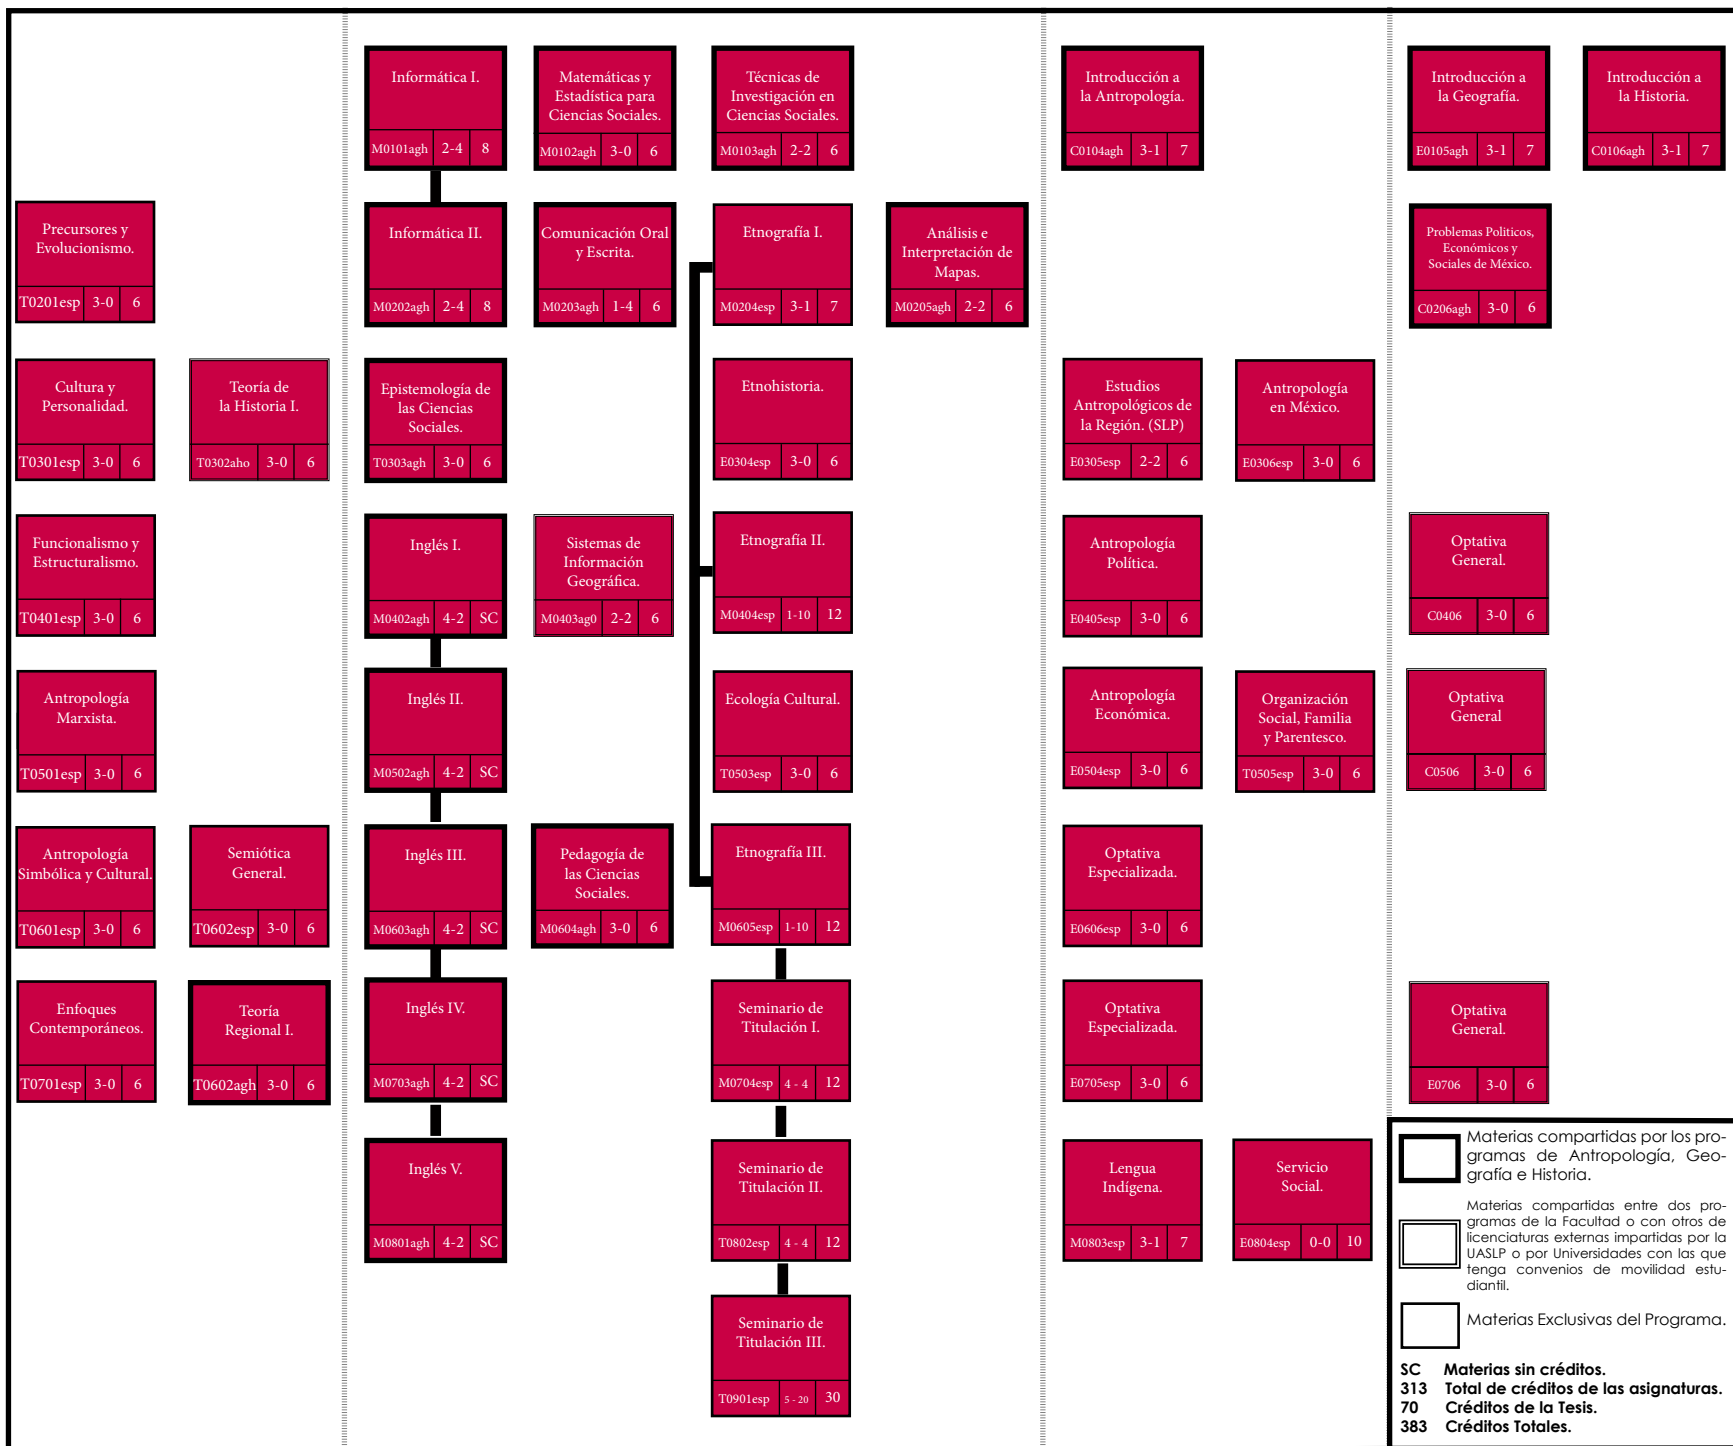 Informática I.
M0101agh 2-4 8
Matemáticas y
Estadística para
Ciencias Sociales.
M0102agh 3-0 6
Técnicas de
Investigación en
Ciencias Sociales.
M0103agh 2-2 6
Introducción a
la Antropología.
C0104agh 3-1 7
Introducción a
la Geografía.
E0105agh 3-1 7
Introducción a
la Historia.
C0106agh 3-1 7
Precursores y
Evolucionismo.
T0201esp 3-0 6
Informática II.
M0202agh 2-4 8
Comunicación Oral
y Escrita.
M0203agh 1-4 6
Etnografía I.
M0204esp 3-1 7
Análisis e
Interpretación de
Mapas.
M0205agh 2-2 6
Problemas Politicos,
Económicos y
Sociales de México.
C0206agh 3-0 6
Cultura y
Personalidad.
T0301esp 3-0 6
Teoría de
la Historia I.
T0302aho 3-0 6
Epistemología de
las Ciencias
Sociales.
T0303agh 3-0 6
Etnohistoria.
E0304esp 3-0 6
Estudios
Antropológicos de
la Región. (SLP)
E0305esp 2-2 6
Antropología
en México.
E0306esp 3-0 6
Funcionalismo y
Estructuralismo.
T0401esp 3-0 6
Inglés I.
M0402agh 4-2 SC
Sistemas de
Información
Geográfica.
M0403ag0 2-2 6
Etnografía II.
M0404esp 1-10 12
Antropología
Política.
E0405esp 3-0 6
Optativa
General.
C0406 3-0 6
Antropología
Marxista.
T0501esp 3-0 6
Inglés II.
M0502agh 4-2 SC
Ecología Cultural.
T0503esp 3-0 6
Antropología
Económica.
E0504esp 3-0 6
Organización
Social, Familia
y Parentesco.
T0505esp 3-0 6
Optativa
General
C0506 3-0 6
Antropología
Simbólica y Cultural.
T0601esp 3-0 6
Semiótica
General.
T0602esp 3-0 6
Inglés III.
M0603agh 4-2 SC
Pedagogía de
las Ciencias
Sociales.
M0604agh 3-0 6
Etnografía III.
M0605esp 1-10 12
Optativa
Especializada.
E0606esp 3-0 6
Enfoques
Contemporáneos.
T0701esp 3-0 6
Teoría
Regional I.
T0602agh 3-0 6
Inglés IV.
M0703agh 4-2 SC
Seminario de
Titulación I.
M0704esp 4 - 4 12
Optativa
Especializada.
E0705esp 3-0 6
Optativa
General.
E0706 3-0 6
Inglés V.
M0801agh 4-2 SC
Seminario de
Titulación II.
T0802esp 4 - 4 12
Lengua
Indígena.
M0803esp 3-1 7
Servicio
Social.
E0804esp 0-0 10
Seminario de
Titulación III.
T0901esp 5 - 20 30
Materias compartidas por los pro-
gramas de Antropología, Geo-
grafía e Historia.
Materias compartidas entre dos pro-
gramas de la Facultad o con otros de
licenciaturas externas impartidas por la
UASLP o por Universidades con las que
tenga convenios de movilidad estu-
diantil.
Materias Exclusivas del Programa.
SC Materias sin créditos.
313 Total de créditos de las asignaturas.
70 Créditos de la Tesis.
383 Créditos Totales.